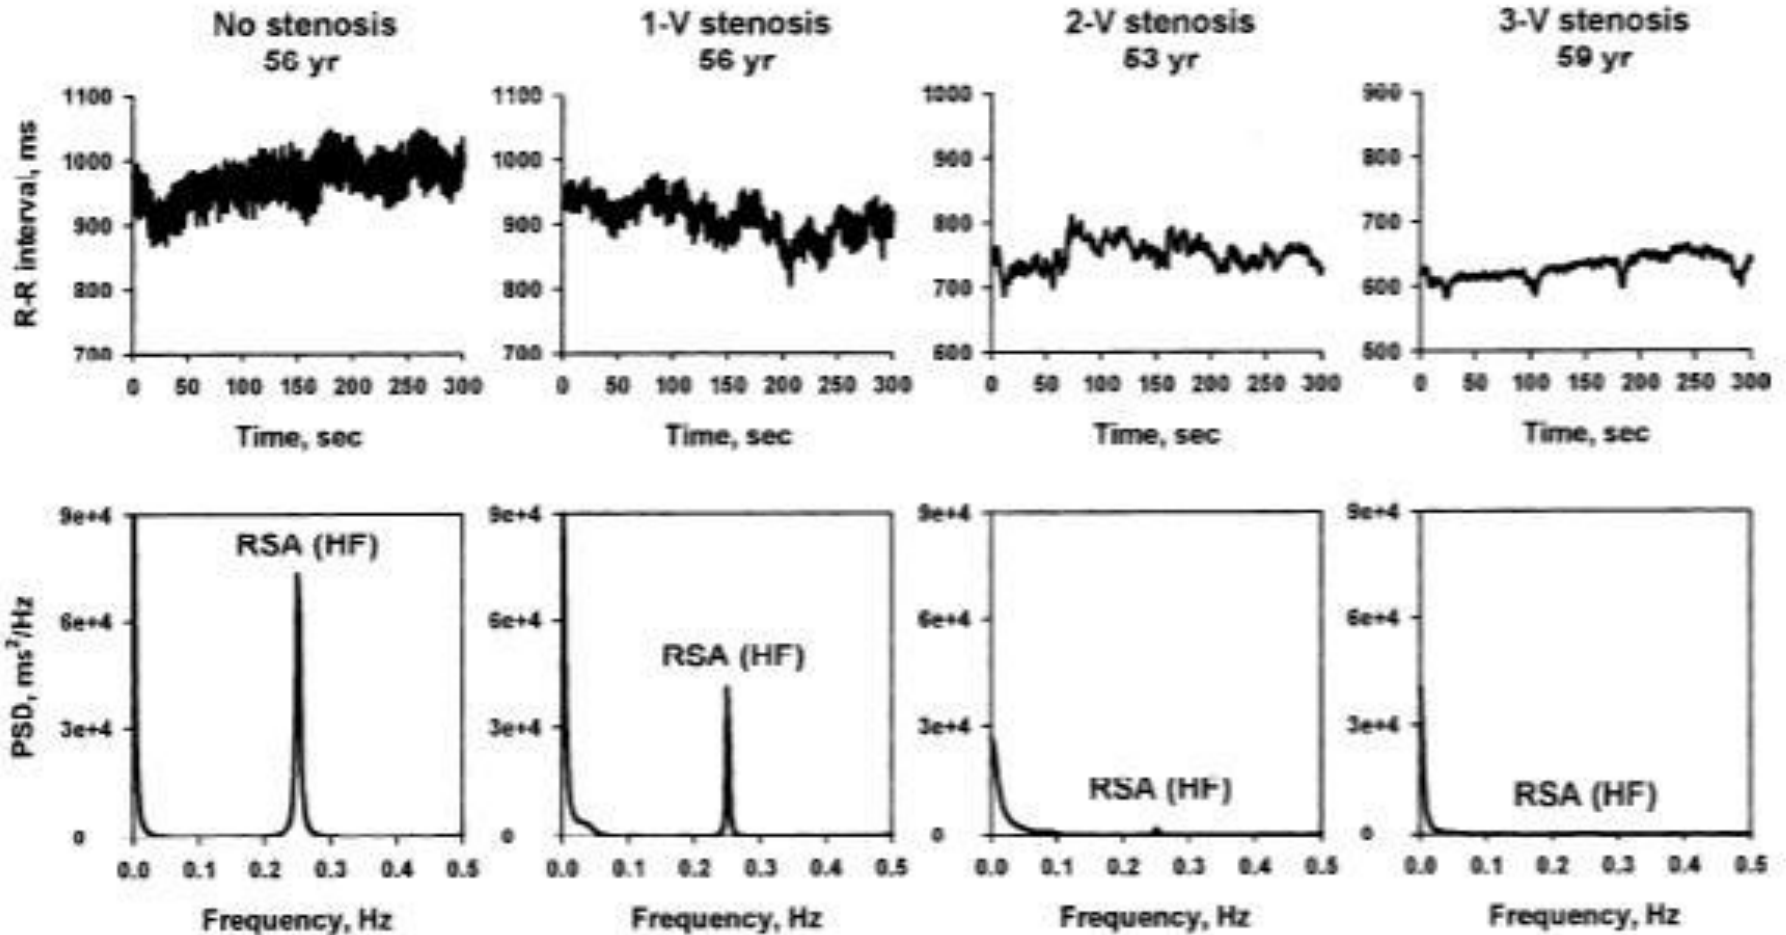 No stenosis
56 yr
1-V stenosis
56 yr
2-V stenosis
53 yr
3-V stenosis
59 yr
R-R interval, ms
1100
1000
900
800
700
0 50 100 150 200 250 300
Time, sec
1100
1000
900
800
700
0 50 100 150 200 250 300
Time, sec
1000
900
800
700
600
0 50 100 150 200 250 300
Time, sec
900
800
700
600
500
0 50 100 150 200 250 300
Time, sec
PSD, ms²/Hz
9e+4
6e+4
3e+4
0
RSA (HF)
0.0 0.1 0.2 0.3 0.4 0.5
Frequency, Hz
9e+4
6e+4
3e+4
0
RSA (HF)
0.0 0.1 0.2 0.3 0.4 0.5
Frequency, Hz
9e+4
6e+4
3e+4
0
RSA (HF)
0.0 0.1 0.2 0.3 0.4 0.5
Frequency, Hz
9e+4
6e+4
3e+4
0
RSA (HF)
0.0 0.1 0.2 0.3 0.4 0.5
Frequency, Hz